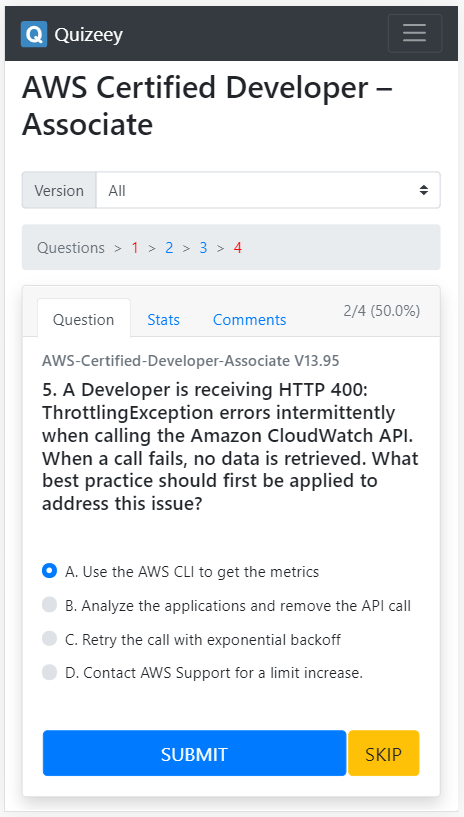 Q Quizeey
AWS Certified Developer –
Associate
Version All
Questions > 1 > 2 > 3 > 4
Question Stats Comments 2/4 (50.0%)
AWS-Certified-Developer-Associate V13.95
5. A Developer is receiving HTTP 400:
ThrottlingException errors intermittently
when calling the Amazon CloudWatch API.
When a call fails, no data is retrieved. What
best practice should first be applied to
address this issue?
A. Use the AWS CLI to get the metrics
B. Analyze the applications and remove the API call
C. Retry the call with exponential backoff
D. Contact AWS Support for a limit increase.
SUBMIT SKIP